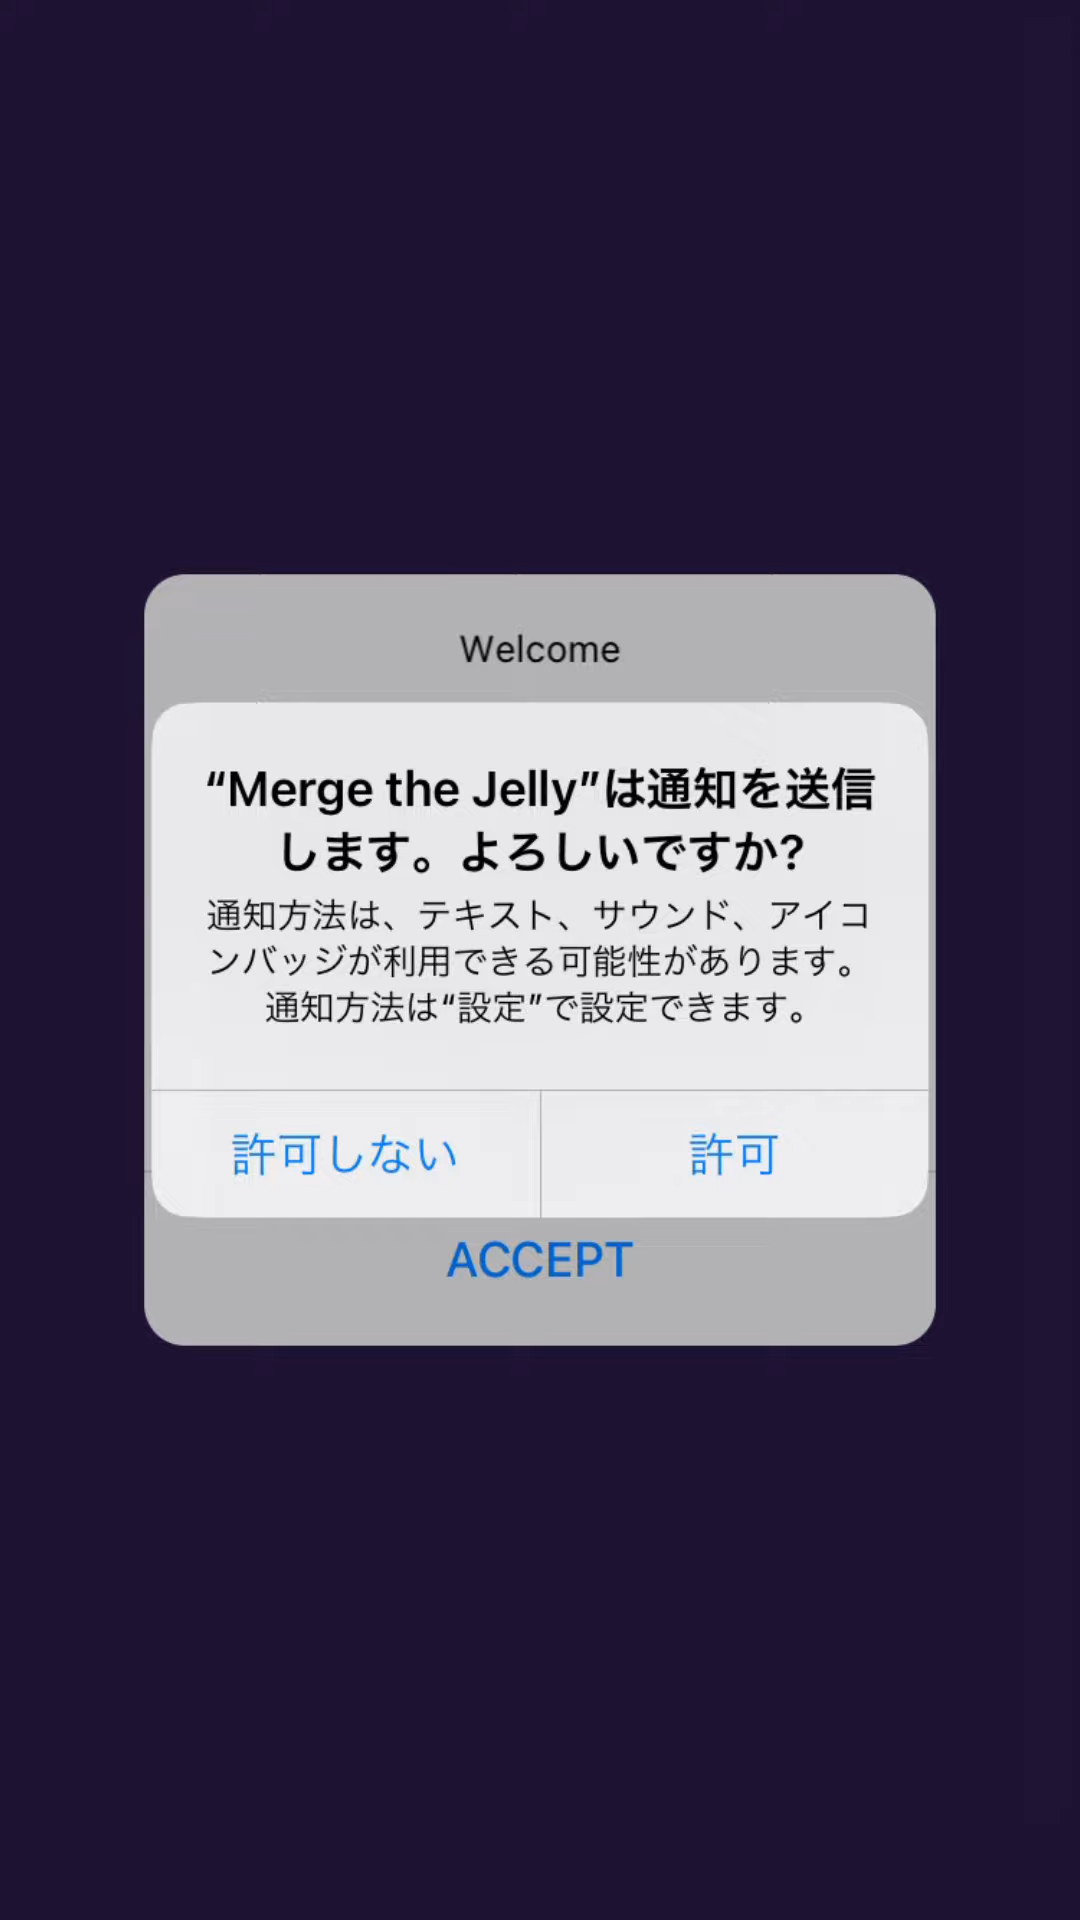 Welcome
“Merge the Jelly”は通知を送信
します。よろしいですか?
通知方法は、テキスト、サウンド、アイコ
ンバッジが利用できる可能性があります。
通知方法は“設定”で設定できます。
許可しない
許可
ACCEPT